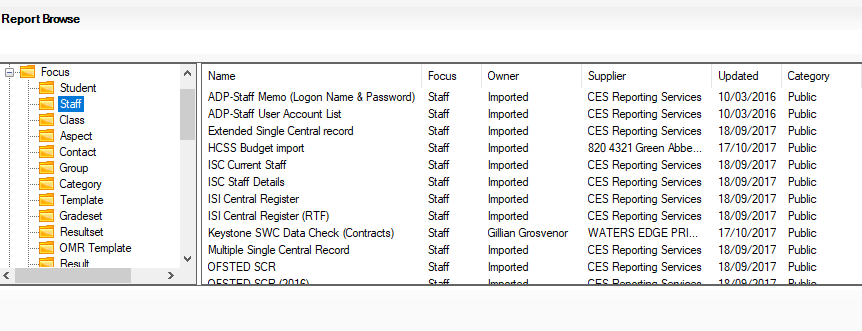 Report Browse
Focus
Student
Staff
Class
Aspect
Contact
Group
Category
Template
Gradeset
Resultset
OMR Template
Result
Name Focus Owner Supplier Updated Category
ADP-Staff Memo (Logon Name & Password) Staff Imported CES Reporting Services 10/03/2016 Public
ADP-Staff User Account List Staff Imported CES Reporting Services 10/03/2016 Public
Extended Single Central record Staff Imported CES Reporting Services 18/09/2017 Public
HCSS Budget import Staff Imported 820 4321 Green Abbe... 17/10/2017 Public
ISC Current Staff Staff Imported CES Reporting Services 18/09/2017 Public
ISC Staff Details Staff Imported CES Reporting Services 18/09/2017 Public
ISI Central Register Staff Imported CES Reporting Services 18/09/2017 Public
ISI Central Register (RTF) Staff Imported CES Reporting Services 18/09/2017 Public
Keystone SWC Data Check (Contracts) Staff Gillian Grosvenor WATERS EDGE PRI... 17/10/2017 Public
Multiple Single Central Record Staff Imported CES Reporting Services 18/09/2017 Public
OFSTED SCR Staff Imported CES Reporting Services 18/09/2017 Public
OFSTED SCR (2016) Staff Imported CES Reporting Services 18/09/2017 Public